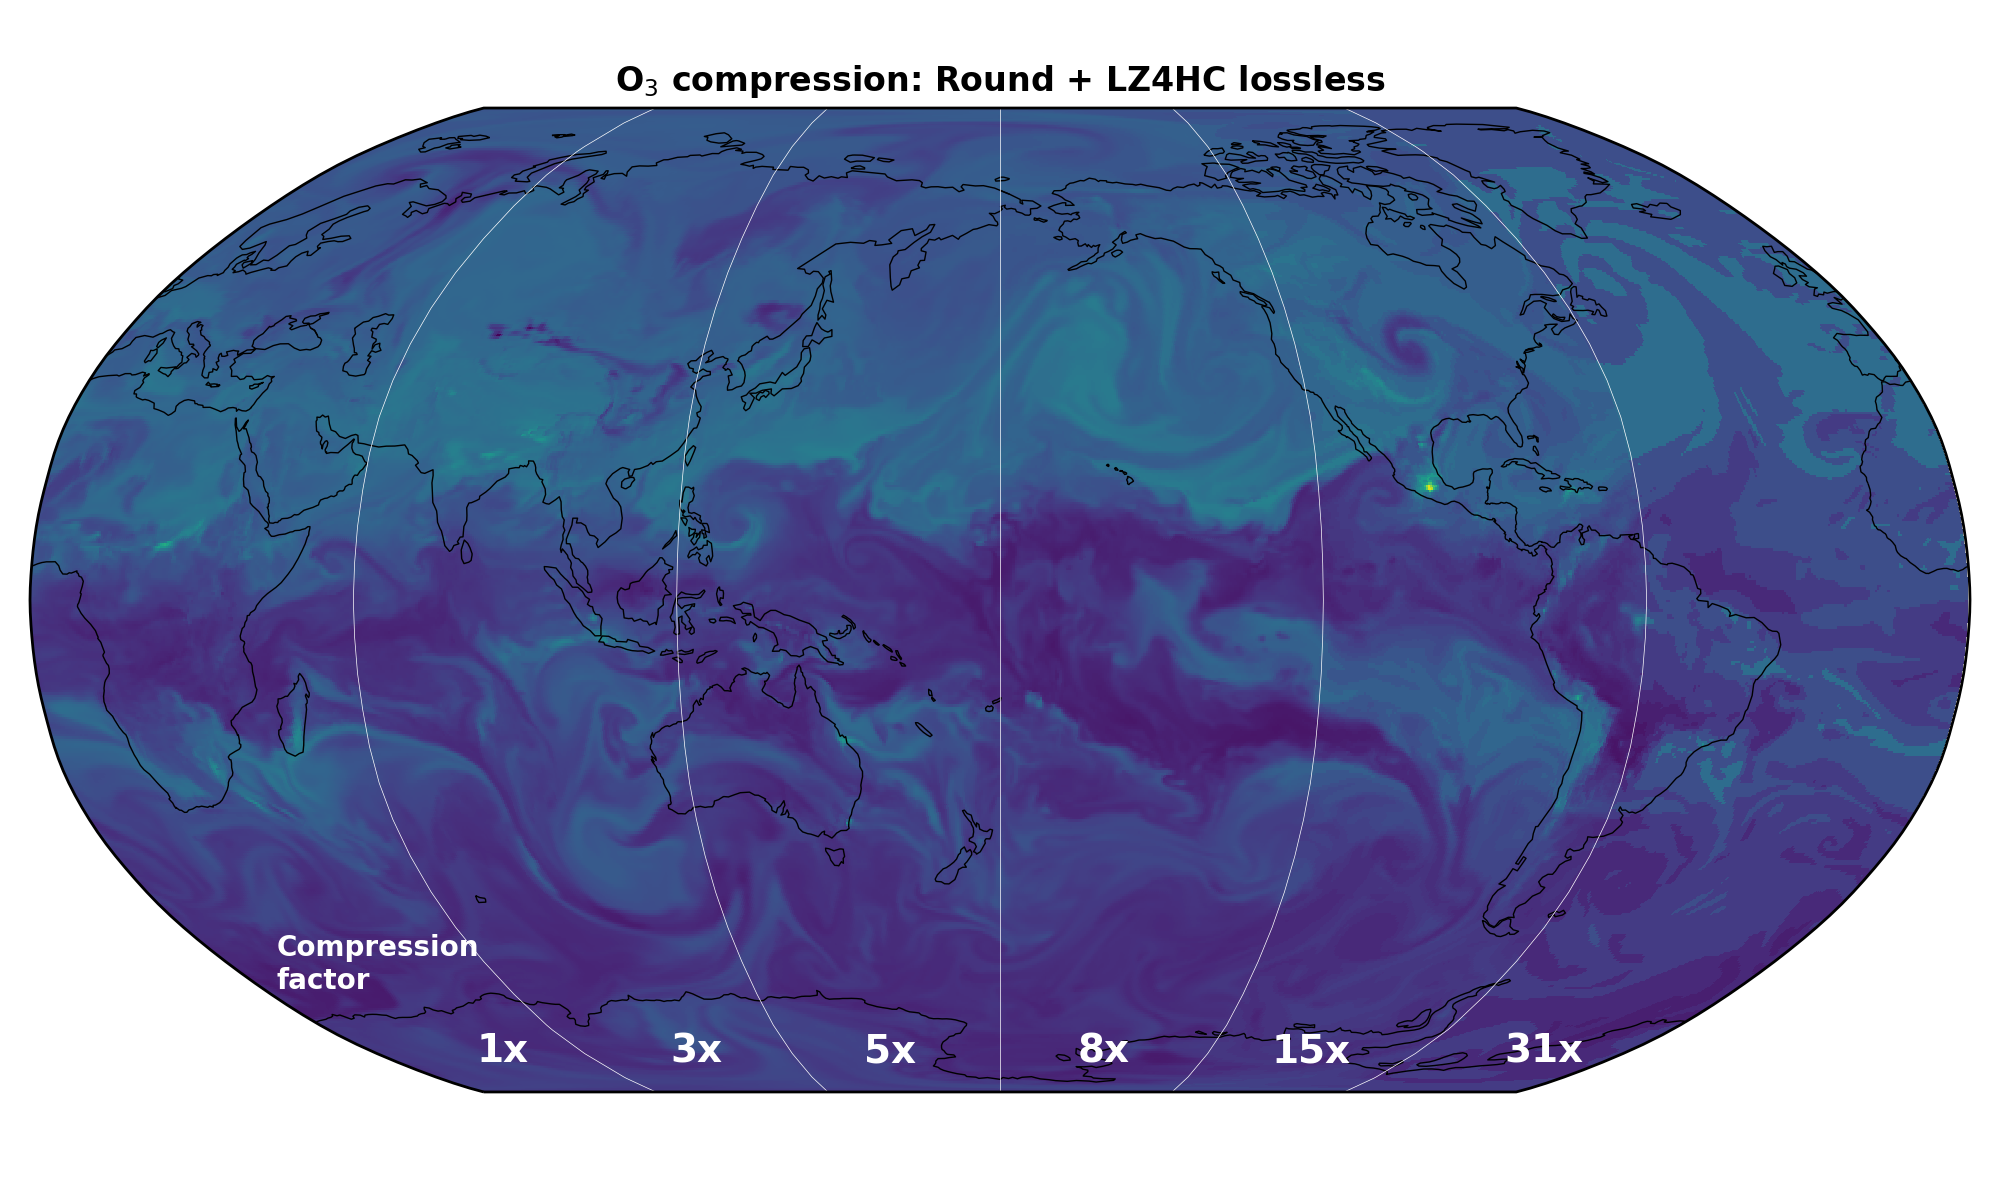 O₃ compression: Round + LZ4HC lossless
Compression
factor
1x 3x 5x 8x 15x 31x